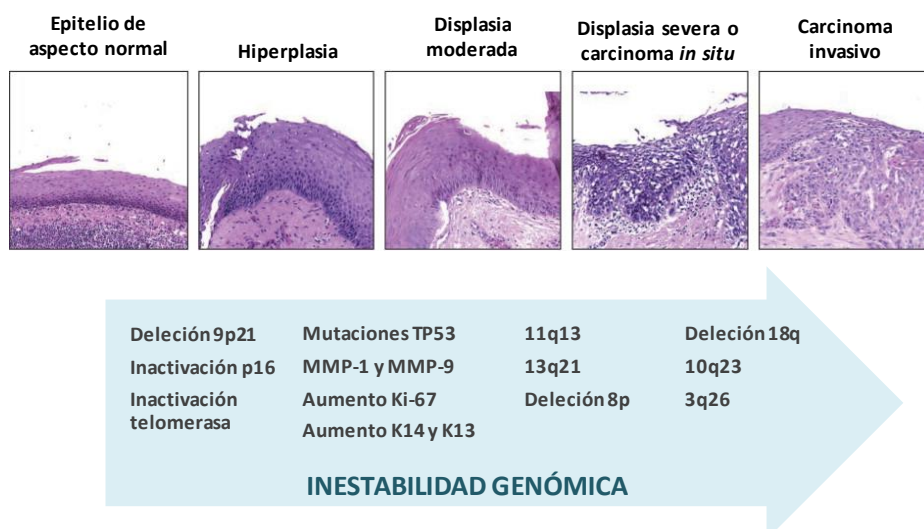 Epitelio de
aspecto normal
Hiperplasia
Displasia
moderada
Displasia severa o
carcinoma in situ
Carcinoma
invasivo
Deleción 9p21
Inactivación p16
Inactivación
telomerasa
Mutaciones TP53
MMP-1 y MMP-9
Aumento Ki-67
Aumento K14 y K13
11q13
13q21
Deleción 8p
Deleción 18q
10q23
3q26
INESTABILIDAD GENÓMICA